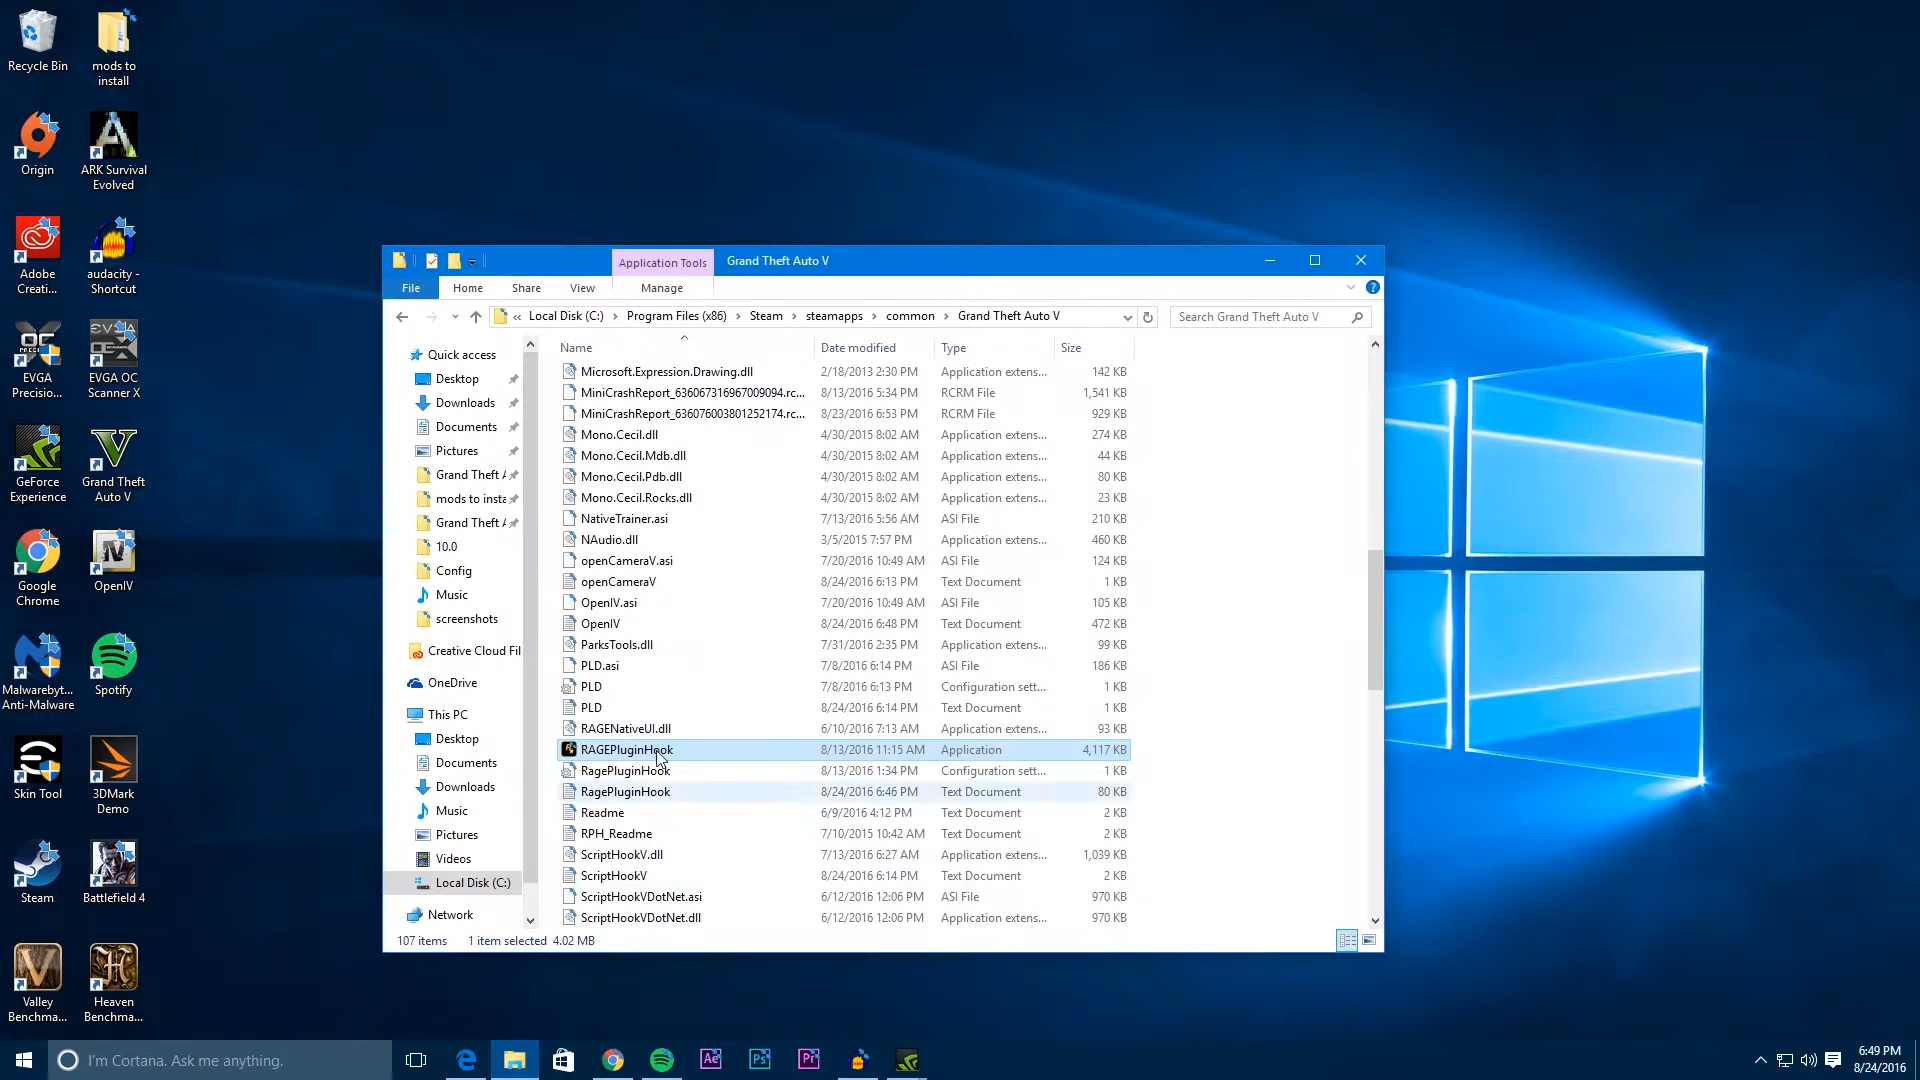 Recycle Bin
mods to
install
Origin
ARK Survival
Evolved
Adobe
Creati...
audacity -
Shortcut
EVGA
Precisio...
EVGA OC
Scanner X
GeForce
Experience
Grand Theft
Auto V
Google
Chrome
OpenIV
Malwarebyt...
Anti-Malware
Spotify
Skin Tool
3DMark
Demo
Steam
Battlefield 4
Valley
Benchma...
Heaven
Benchma...
Application Tools
Grand Theft Auto V
File
Home
Share
View
Manage
« Local Disk (C:) › Program Files (x86) › Steam › steamapps › common › Grand Theft Auto V
Search Grand Theft Auto V
Quick access
Desktop
Downloads
Documents
Pictures
Grand Theft A
mods to insta
Grand Theft A
10.0
Config
Music
screenshots
Creative Cloud Fil
OneDrive
This PC
Desktop
Documents
Downloads
Music
Pictures
Videos
Local Disk (C:)
Network
Name Date modified Type Size
Microsoft.Expression.Drawing.dll 2/18/2013 2:30 PM Application extens... 142 KB
MiniCrashReport_636067316967009094.rc... 8/13/2016 5:34 PM RCRM File 1,541 KB
MiniCrashReport_636076003801252174.rc... 8/23/2016 6:53 PM RCRM File 929 KB
Mono.Cecil.dll 4/30/2015 8:02 AM Application extens... 274 KB
Mono.Cecil.Mdb.dll 4/30/2015 8:02 AM Application extens... 44 KB
Mono.Cecil.Pdb.dll 4/30/2015 8:02 AM Application extens... 80 KB
Mono.Cecil.Rocks.dll 4/30/2015 8:02 AM Application extens... 23 KB
NativeTrainer.asi 7/13/2016 5:56 AM ASI File 210 KB
NAudio.dll 3/5/2015 7:57 PM Application extens... 460 KB
openCameraV.asi 7/20/2016 10:49 AM ASI File 124 KB
openCameraV 8/24/2016 6:13 PM Text Document 1 KB
OpenIV.asi 7/20/2016 10:49 AM ASI File 105 KB
OpenIV 8/24/2016 6:48 PM Text Document 472 KB
ParksTools.dll 7/31/2016 2:35 PM Application extens... 99 KB
PLD.asi 7/8/2016 6:14 PM ASI File 186 KB
PLD 7/8/2016 6:13 PM Configuration sett... 1 KB
PLD 8/24/2016 6:14 PM Text Document 1 KB
RAGENativeUI.dll 6/10/2016 7:13 AM Application extens... 93 KB
RAGEPluginHook 8/13/2016 11:15 AM Application 4,117 KB
RagePluginHook 8/13/2016 1:34 PM Configuration sett... 1 KB
RagePluginHook 8/24/2016 6:46 PM Text Document 80 KB
Readme 6/9/2016 4:12 PM Text Document 2 KB
RPH_Readme 7/10/2015 10:42 AM Text Document 2 KB
ScriptHookV.dll 7/13/2016 6:27 AM Application extens... 1,039 KB
ScriptHookV 8/24/2016 6:14 PM Text Document 2 KB
ScriptHookVDotNet.asi 6/12/2016 12:06 PM ASI File 970 KB
ScriptHookVDotNet.dll 6/12/2016 12:06 PM Application extens... 970 KB
107 items 1 item selected 4.02 MB
I'm Cortana. Ask me anything.
Ae
Ps
Pr
6:49 PM
8/24/2016